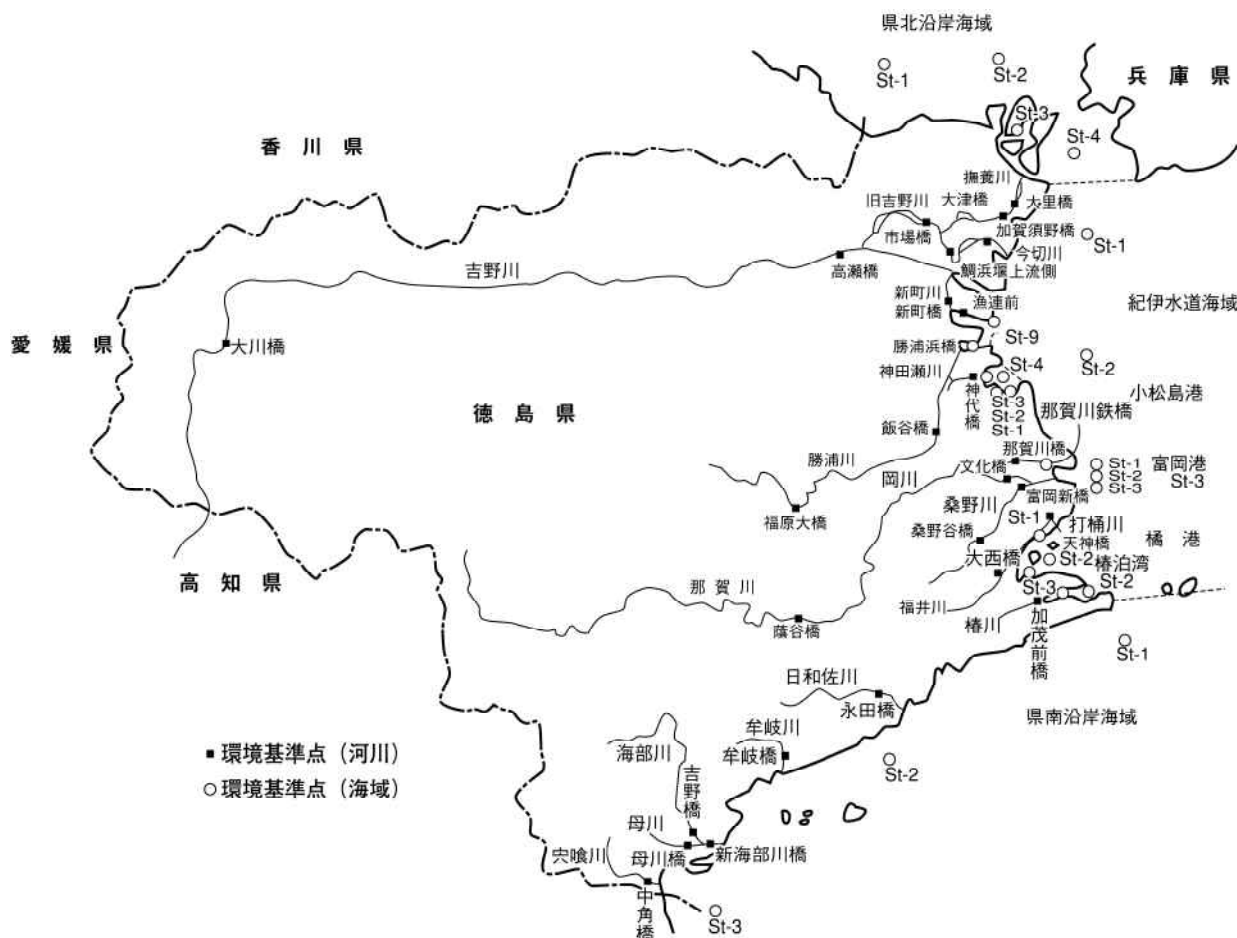 県北沿岸海域
St-1
St-2
兵庫県
St-3
St-4
香川県
撫養川
旧吉野川
大津橋
大里橋
市場橋
加賀須野橋
St-1
今切川
吉野川
高瀬橋
鯛浜堰上流側
新町川
漁連前
新町橋
紀伊水道海域
愛媛県
大川橋
St-9
勝浦浜橋
St-2
神田瀬川
St-4
徳島県
神代橋
St-3
St-2
St-1
小松島港
那賀川鉄橋
飯谷橋
那賀川橋
勝浦川
岡川
文化橋
St-1
St-2
St-3
富岡港
St-3
福原大橋
桑野川
富岡新橋
St-1
打桶川
桑野谷橋
天神橋
橘港
大西橋
St-2
椿泊湾
高知県
那賀川
St-3
St-2
福井川
蔭谷橋
椿川
加茂前橋
St-1
日和佐川
永田橋
県南沿岸海域
■環境基準点（河川）
○環境基準点（海域）
海部川
牟岐川
牟岐橋
St-2
吉野橋
母川
宍喰川
母川橋
新海部川橋
中角橋
St-3